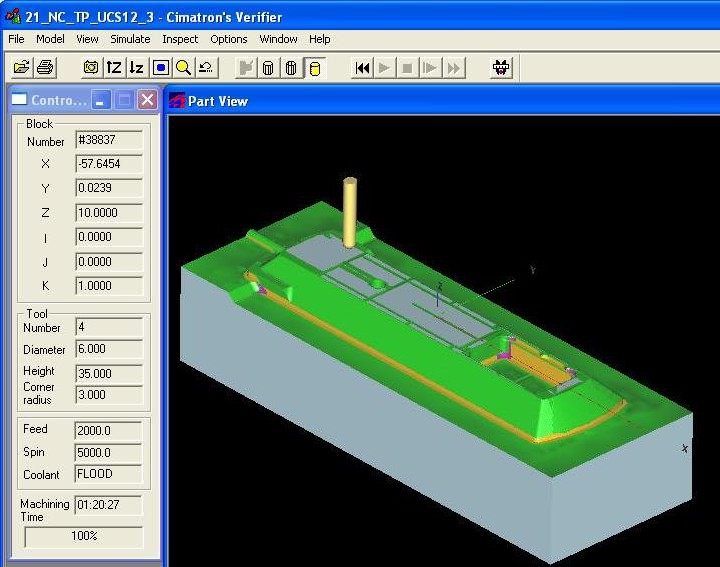 21_NC_TP_UCS12_3 - Cimatron's Verifier
File Model View Simulate Inspect Options Window Help
Contro...
Part View
Block
Number #38837
X -57.6454
Y 0.0239
Z 10.0000
I 0.0000
J 0.0000
K 1.0000
Tool
Number 4
Diameter 6.000
Height 35.000
Corner radius 3.000
Feed 2000.0
Spin 5000.0
Coolant FLOOD
Machining Time 01:20:27
100%
Z
Y
X